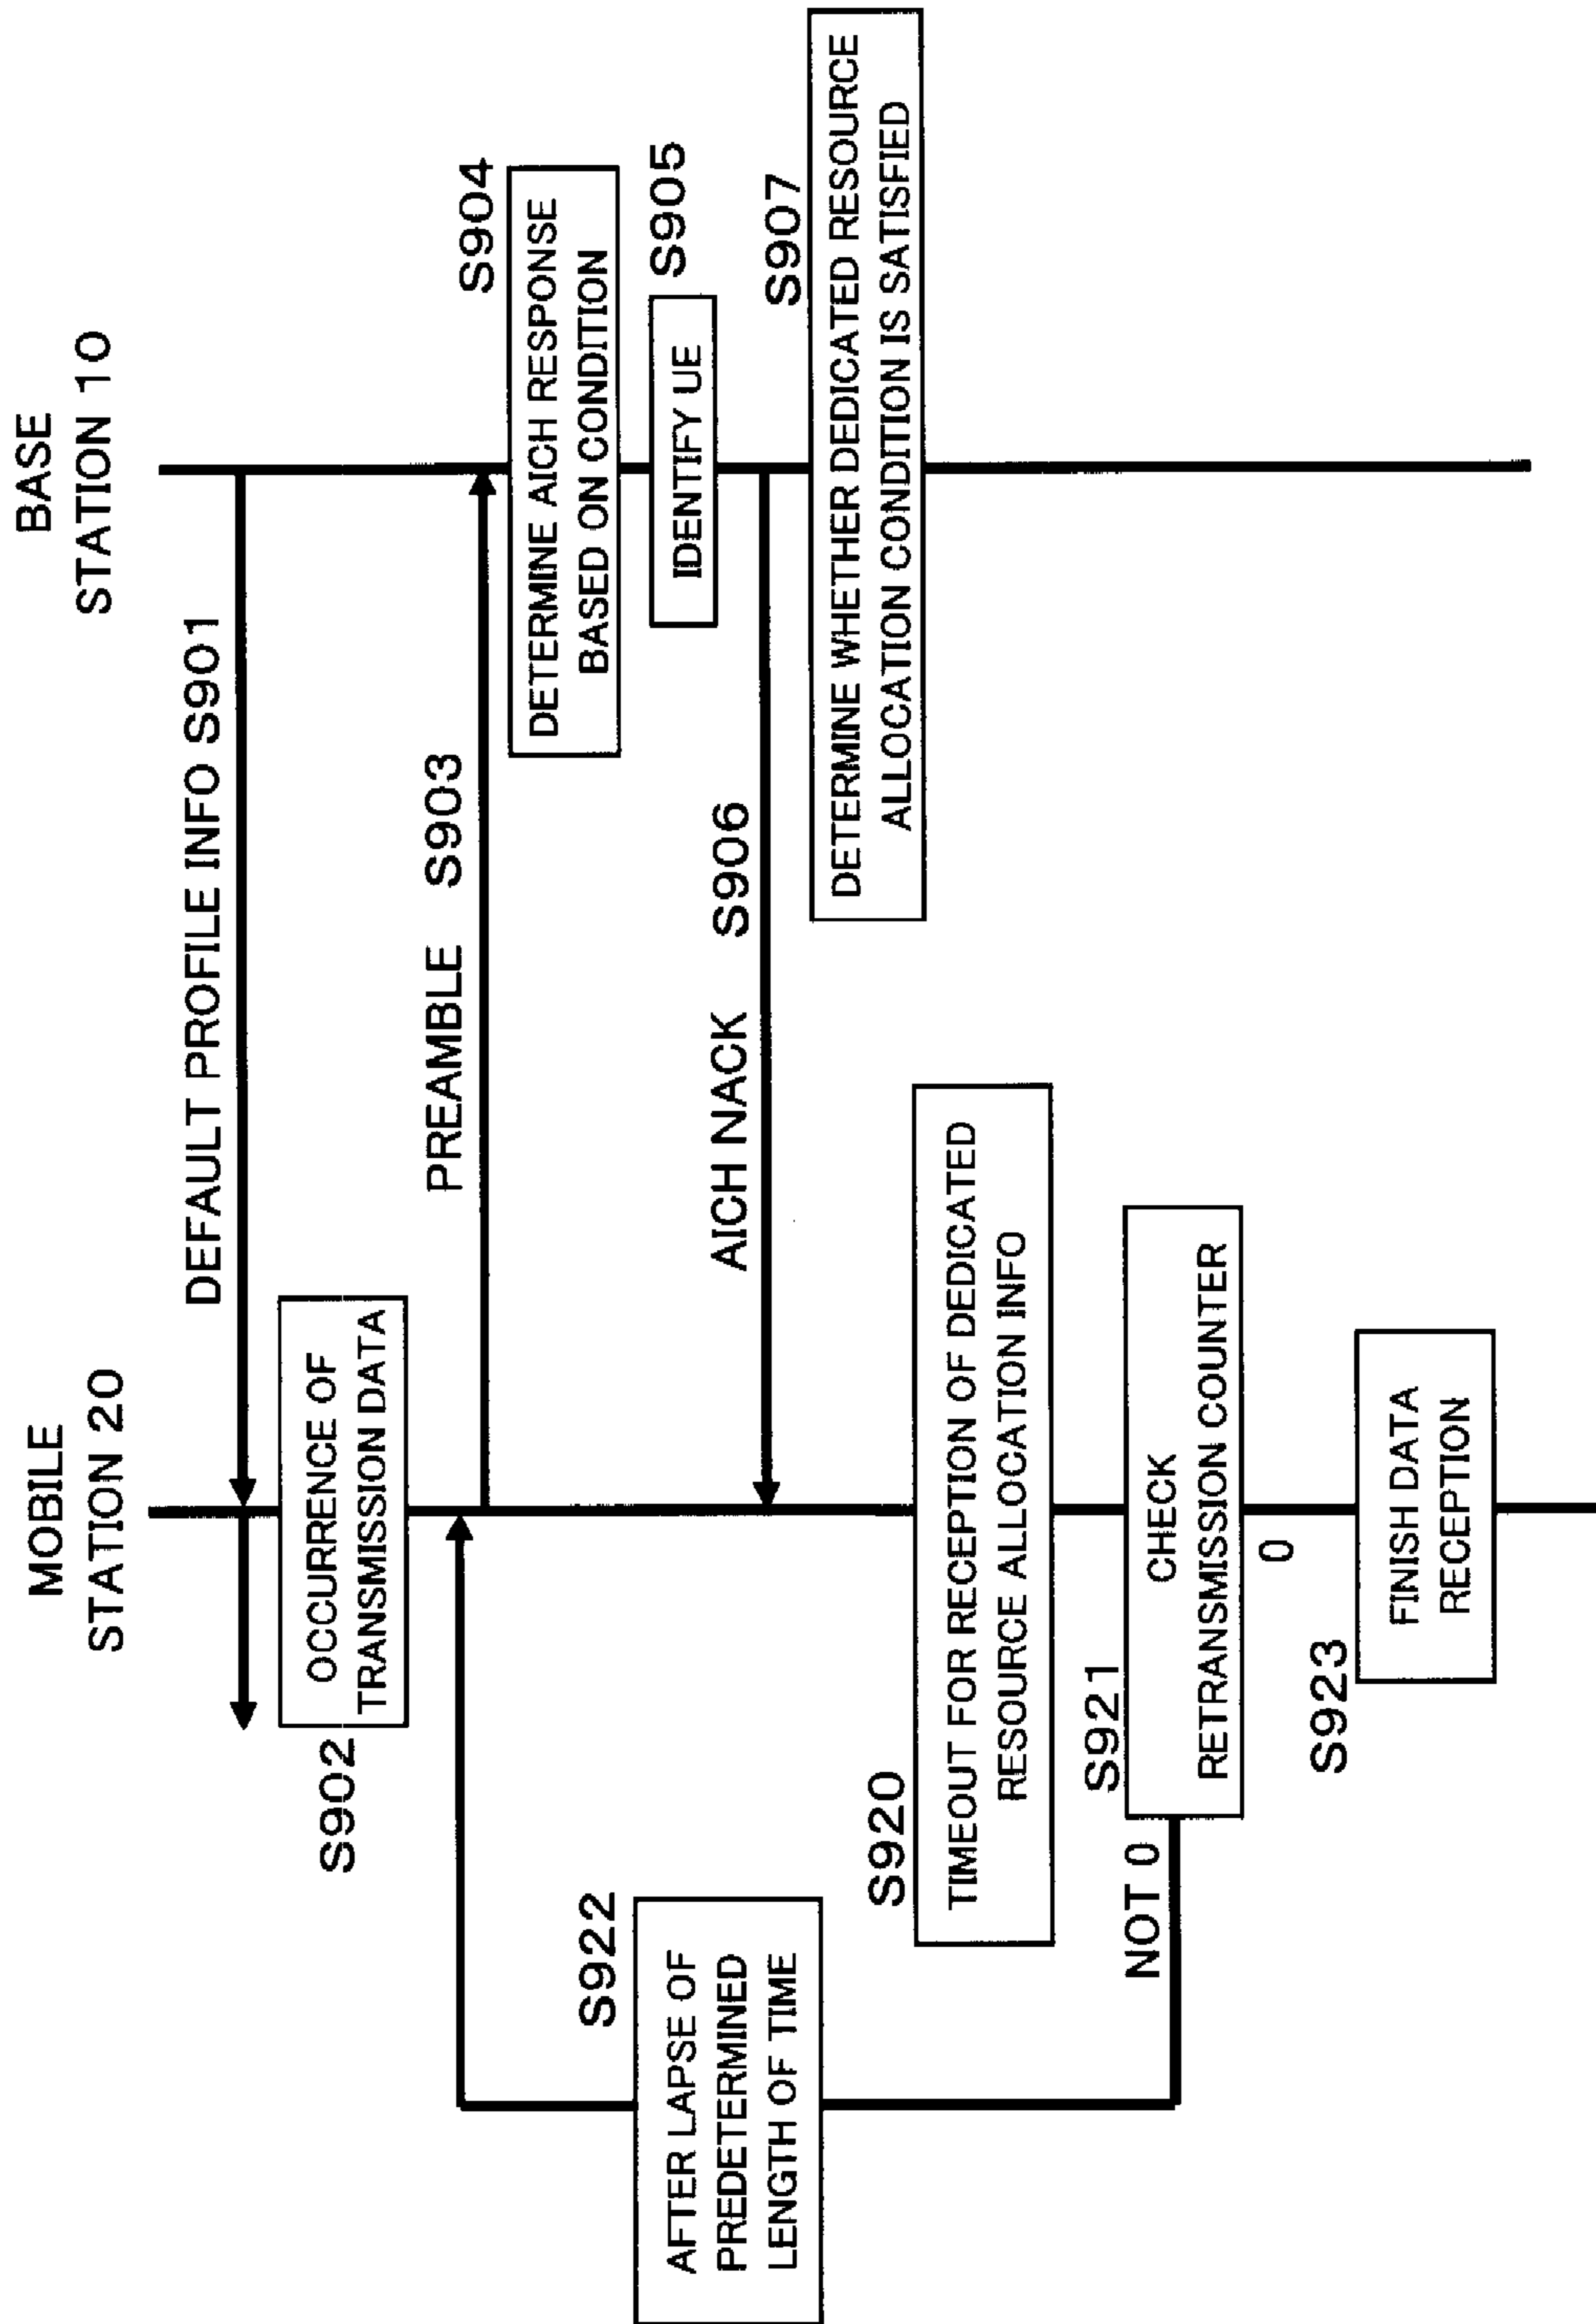 MOBILE
STATION 20
BASE
STATION 10
DEFAULT PROFILE INFO S901
S902
OCCURRENCE OF
TRANSMISSION DATA
PREAMBLE S903
S904
DETERMINE AICH RESPONSE
BASED ON CONDITION
S905
IDENTIFY UE
AICH NACK S906
S907
DETERMINE WHETHER DEDICATED RESOURCE
ALLOCATION CONDITION IS SATISFIED
S922
AFTER LAPSE OF
PREDETERMINED
LENGTH OF TIME
S920
TIMEOUT FOR RECEPTION OF DEDICATED
RESOURCE ALLOCATION INFO
S921
CHECK
RETRANSMISSION COUNTER
NOT 0
0
S923
FINISH DATA
RECEPTION